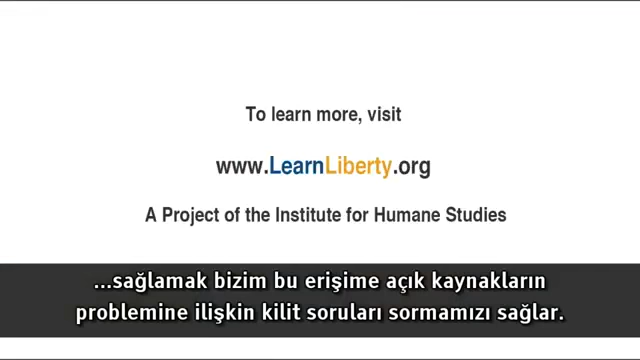 To learn more, visit
www.LearnLiberty.org
A Project of the Institute for Humane Studies
...sağlamak bizim bu erişime açık kaynakların
problemine ilişkin kilit soruları sormamızı sağlar.